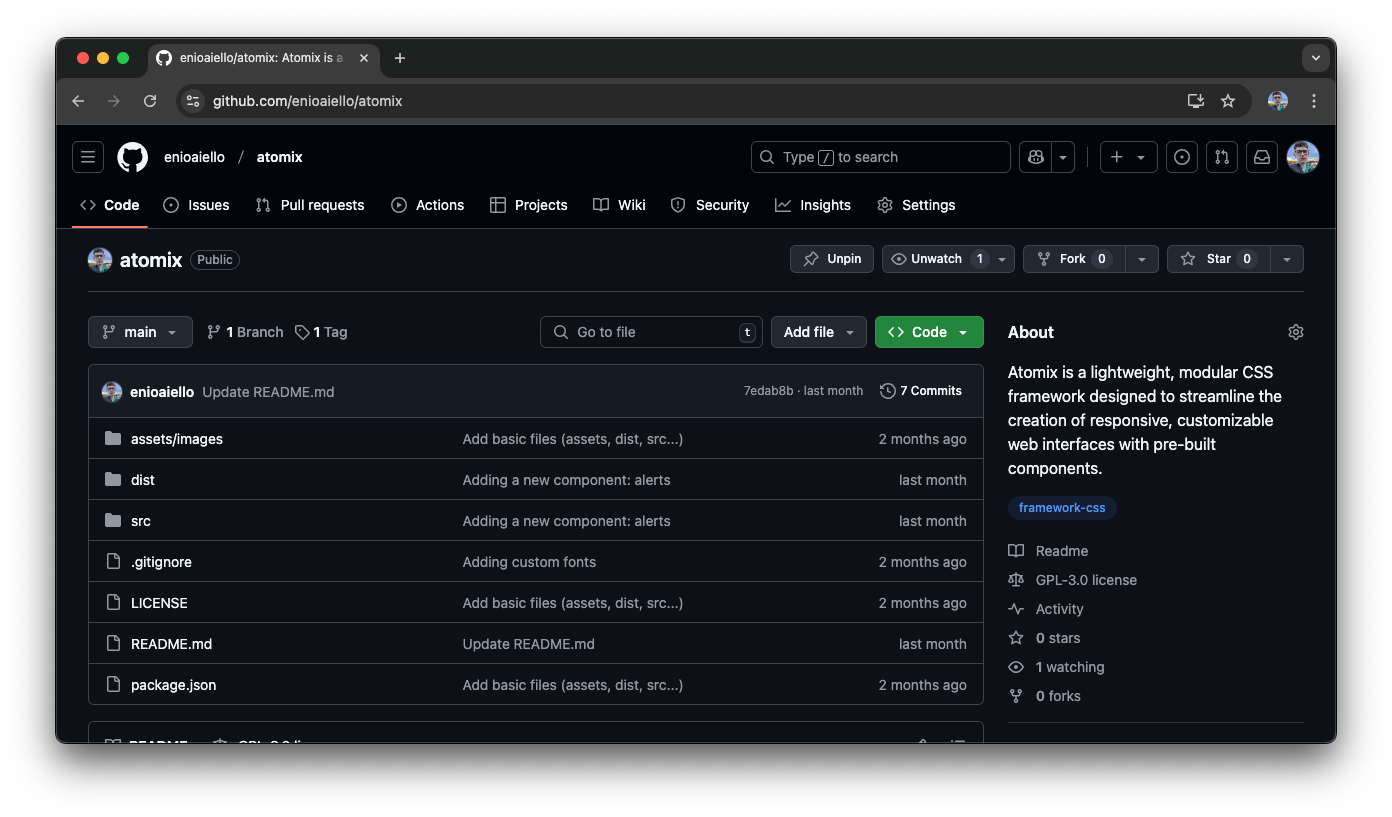 enioaiello/atomix: Atomix is a
github.com/enioaiello/atomix
enioaiello / atomix
Type / to search
Code Issues Pull requests Actions Projects Wiki Security Insights Settings
atomix Public
Unpin Unwatch 1 Fork 0 Star 0
main 1 Branch 1 Tag
Go to file t
Add file
Code
enioaiello Update README.md 7edab8b · last month 7 Commits
assets/images Add basic files (assets, dist, src...) 2 months ago
dist Adding a new component: alerts last month
src Adding a new component: alerts last month
.gitignore Adding custom fonts 2 months ago
LICENSE Add basic files (assets, dist, src...) 2 months ago
README.md Update README.md last month
package.json Add basic files (assets, dist, src...) 2 months ago
About
Atomix is a lightweight, modular CSS
framework designed to streamline the
creation of responsive, customizable
web interfaces with pre-built
components.
framework-css
Readme
GPL-3.0 license
Activity
0 stars
1 watching
0 forks